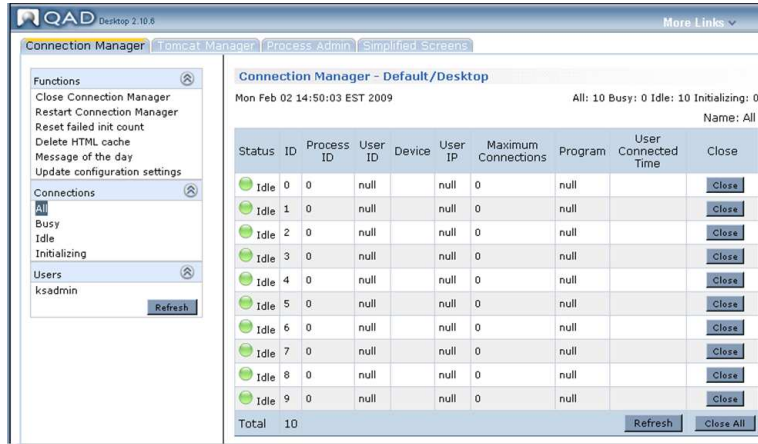 QAD Desktop 2.10.6
More Links
Connection Manager Tomcat Manager Process Admin Simplified Screens
Functions
Close Connection Manager
Restart Connection Manager
Reset failed init count
Delete HTML cache
Message of the day
Update configuration settings
Connections
All
Busy
Idle
Initializing
Users
ksadmin
Refresh
Connection Manager - Default/Desktop
Mon Feb 02 14:50:03 EST 2009 All: 10 Busy: 0 Idle: 10 Initializing: 0
Name: All
Status ID Process ID User ID Device User IP Maximum Connections Program User Connected Time Close
Idle 0 0 null null 0 null Close
Idle 1 0 null null 0 null Close
Idle 2 0 null null 0 null Close
Idle 3 0 null null 0 null Close
Idle 4 0 null null 0 null Close
Idle 5 0 null null 0 null Close
Idle 6 0 null null 0 null Close
Idle 7 0 null null 0 null Close
Idle 8 0 null null 0 null Close
Idle 9 0 null null 0 null Close
Total 10 Refresh Close All